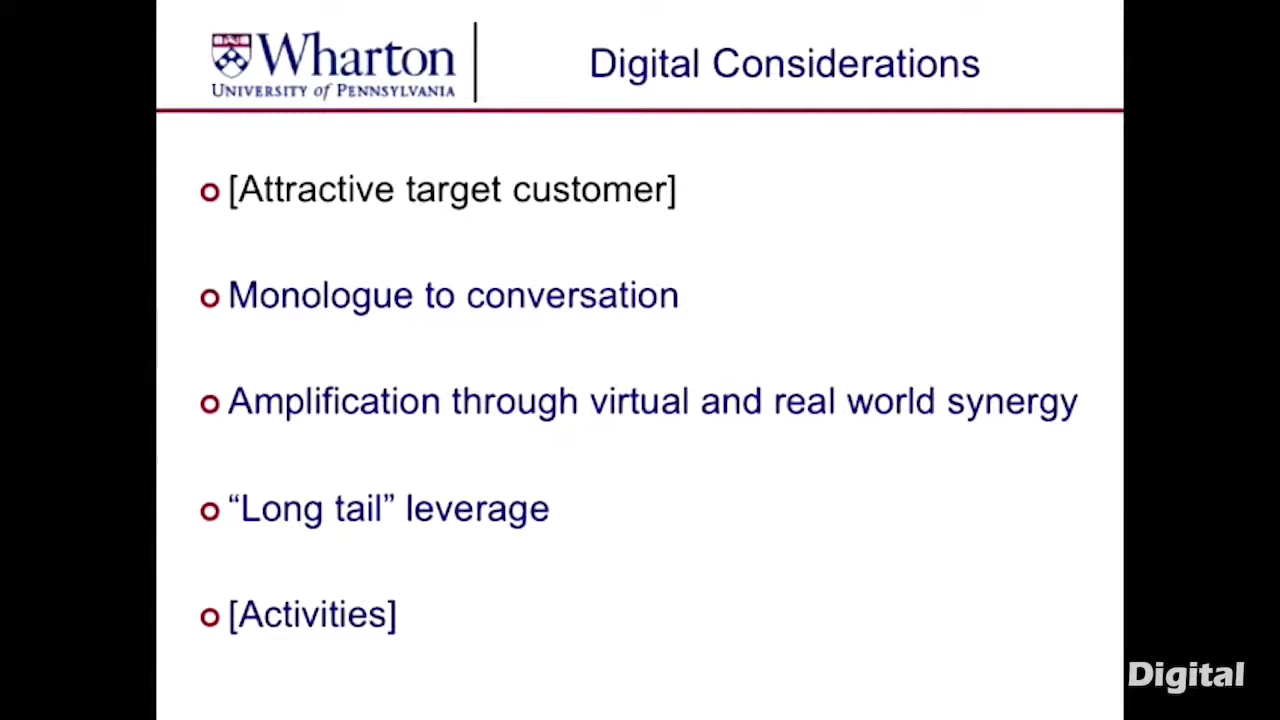 Wharton
UNIVERSITY of PENNSYLVANIA
Digital Considerations
[Attractive target customer]
Monologue to conversation
Amplification through virtual and real world synergy
“Long tail” leverage
[Activities]
Digital